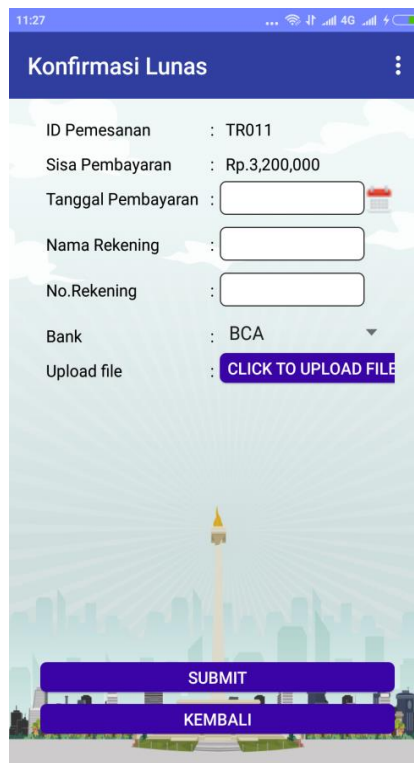 11:27 ... 4G
Konfirmasi Lunas
ID Pemesanan : TR011
Sisa Pembayaran : Rp.3,200,000
Tanggal Pembayaran :
Nama Rekening :
No.Rekening :
Bank : BCA
Upload file : CLICK TO UPLOAD FILE
SUBMIT
KEMBALI